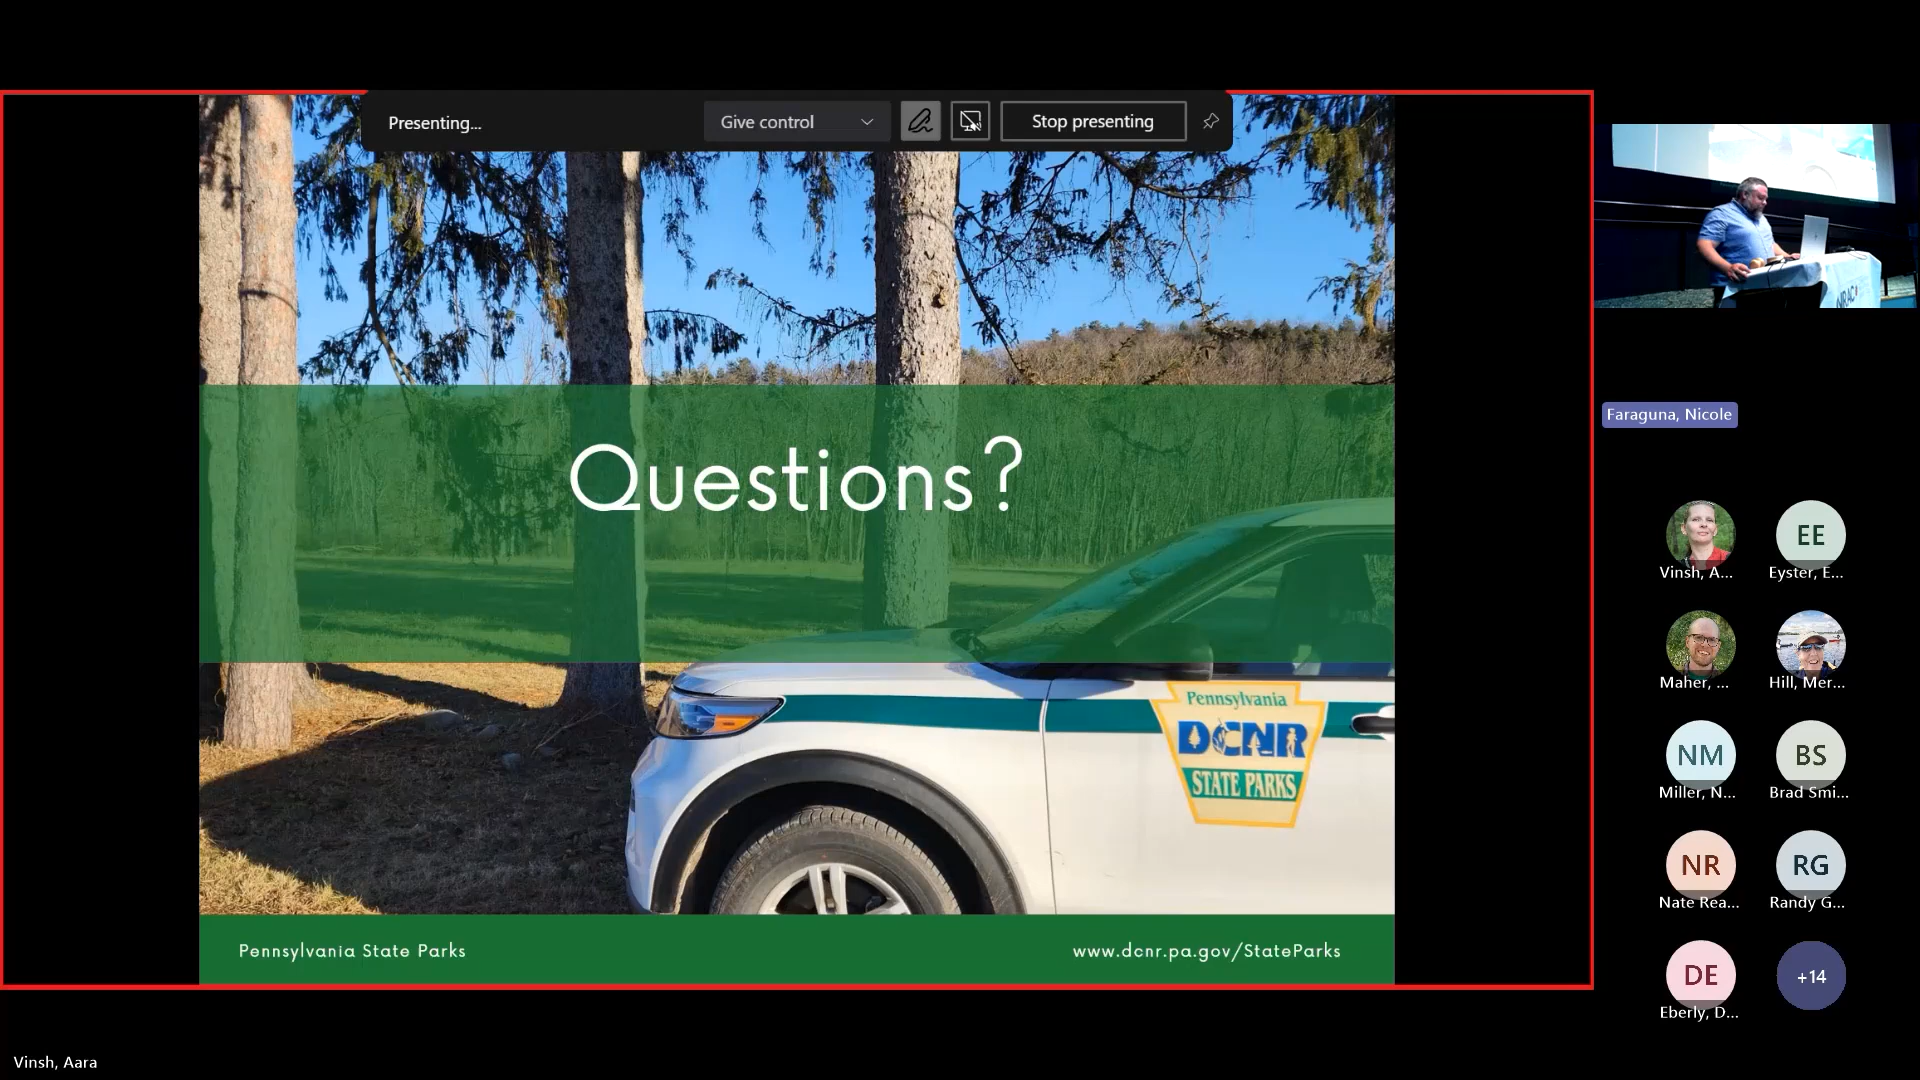 Presenting...
Give control
Stop presenting
Questions?
Pennsylvania
DCNR
STATE PARKS
Pennsylvania State Parks
www.dcnr.pa.gov/StateParks
NRAC
Faraguna, Nicole
Vinsh, A...
EE
Eyster, E...
Maher, ...
Hill, Mer...
NM
Miller, N...
BS
Brad Smi...
NR
Nate Rea...
RG
Randy G...
DE
Eberly, D...
+14
Vinsh, Aara